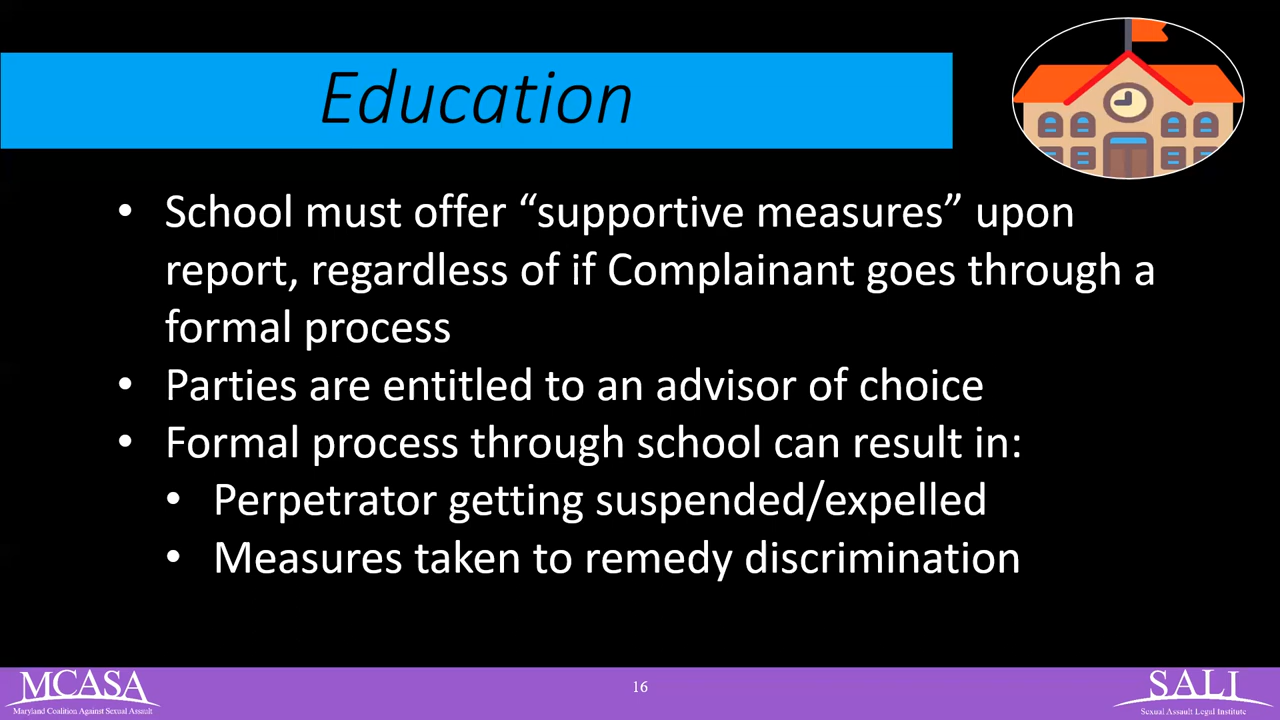 Education
• School must offer “supportive measures” upon
report, regardless of if Complainant goes through a
formal process
• Parties are entitled to an advisor of choice
• Formal process through school can result in:
• Perpetrator getting suspended/expelled
• Measures taken to remedy discrimination
MCASA
Maryland Coalition Against Sexual Assault
16
SALI
Sexual Assault Legal Institute